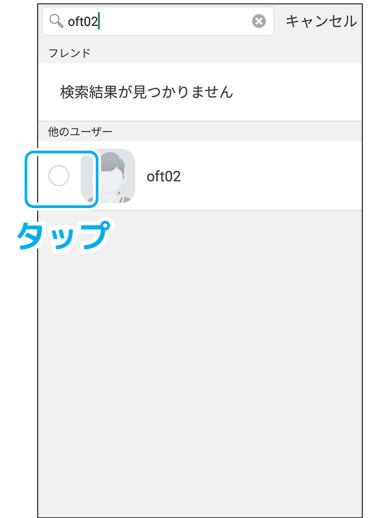 oft02 キャンセル
フレンド
検索結果が見つかりません
他のユーザー
oft02
タップ